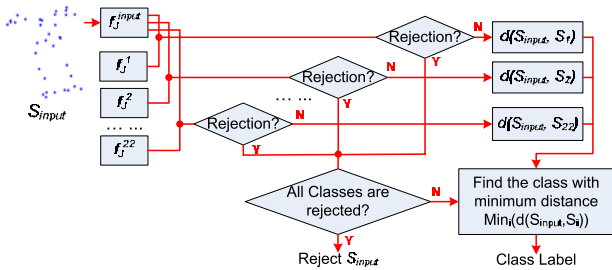 f_J^input
Rejection?
N
d(S_input, S_1)
Y
f_J^1
Rejection?
N
d(S_input, S_2)
Y
S_input
f_J^2
... ...
... ...
Rejection?
N
d(S_input, S_22)
Y
f_J^22
All Classes are
rejected?
N
Y
Find the class with
minimum distance
Min_i(d(S_input,S_i))
Reject S_input
Class Label